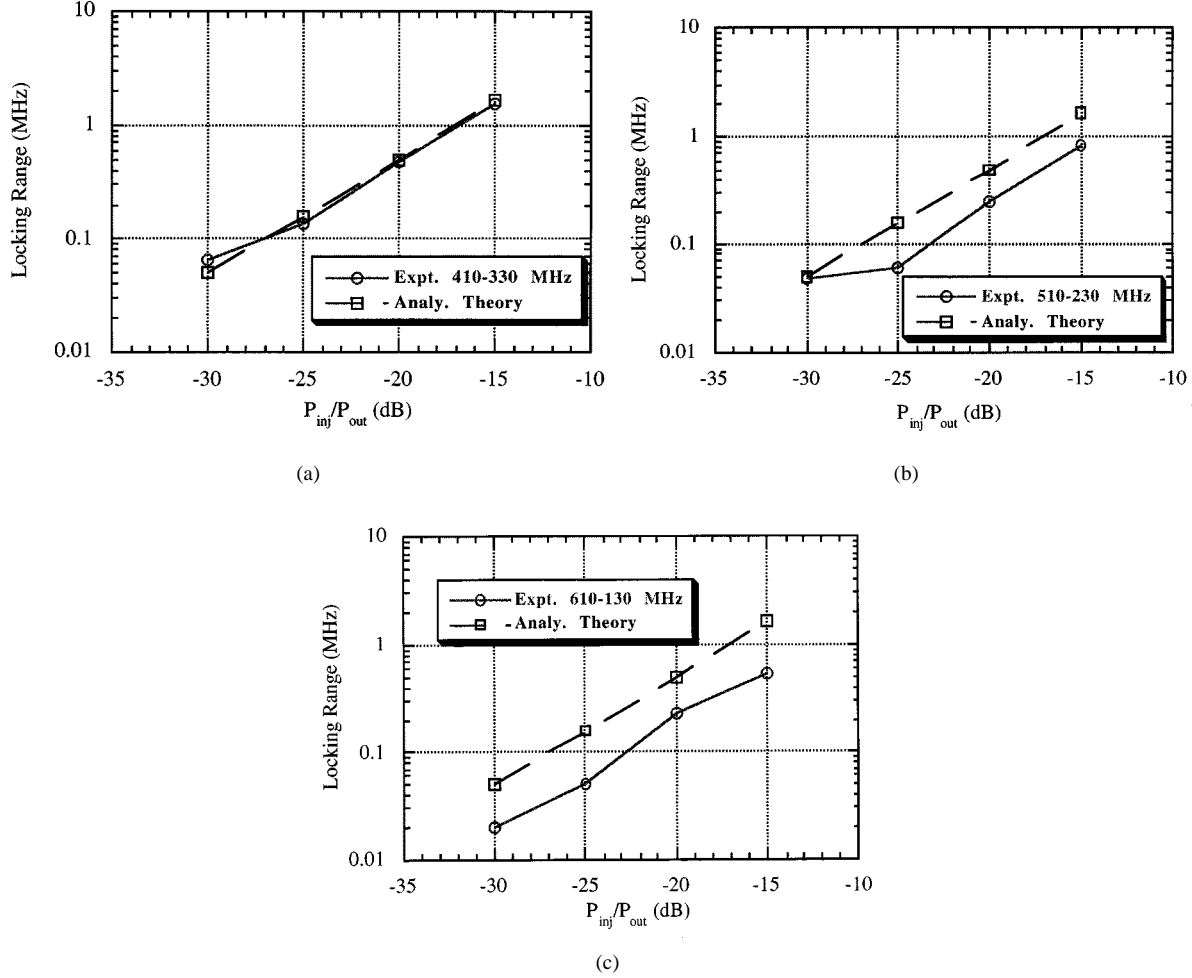 10
1
0.1
0.01
Locking Range (MHz)
Expt. 410-330 MHz
- Analy. Theory
-35 -30 -25 -20 -15 -10
P_inj/P_out (dB)
(a)
10
1
0.1
0.01
Locking Range (MHz)
Expt. 510-230 MHz
- Analy. Theory
-35 -30 -25 -20 -15 -10
P_inj/P_out (dB)
(b)
10
1
0.1
0.01
Locking Range (MHz)
Expt. 610-130 MHz
- Analy. Theory
-35 -30 -25 -20 -15 -10
P_inj/P_out (dB)
(c)